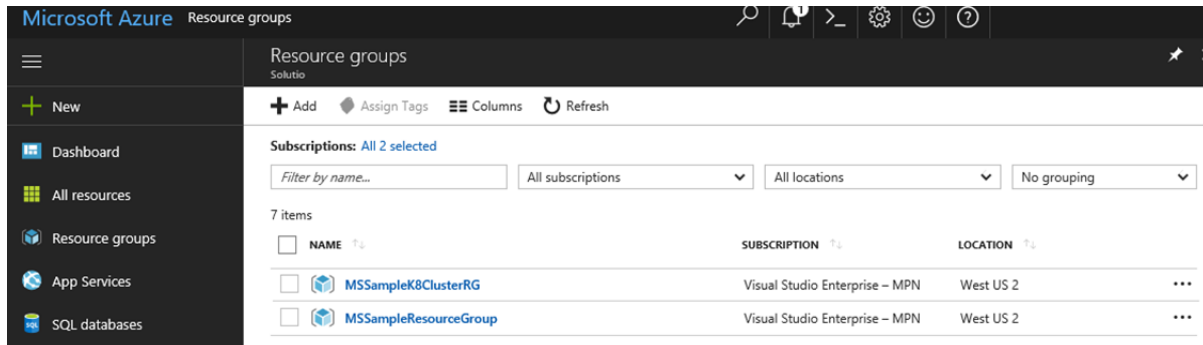 Microsoft Azure Resource groups
1
Resource groups
Solutio
New
Dashboard
All resources
Resource groups
App Services
SQL databases
Add Assign Tags Columns Refresh
Subscriptions: All 2 selected
Filter by name... All subscriptions All locations No grouping
7 items
NAME SUBSCRIPTION LOCATION
MSSampleK8ClusterRG Visual Studio Enterprise – MPN West US 2
MSSampleResourceGroup Visual Studio Enterprise – MPN West US 2